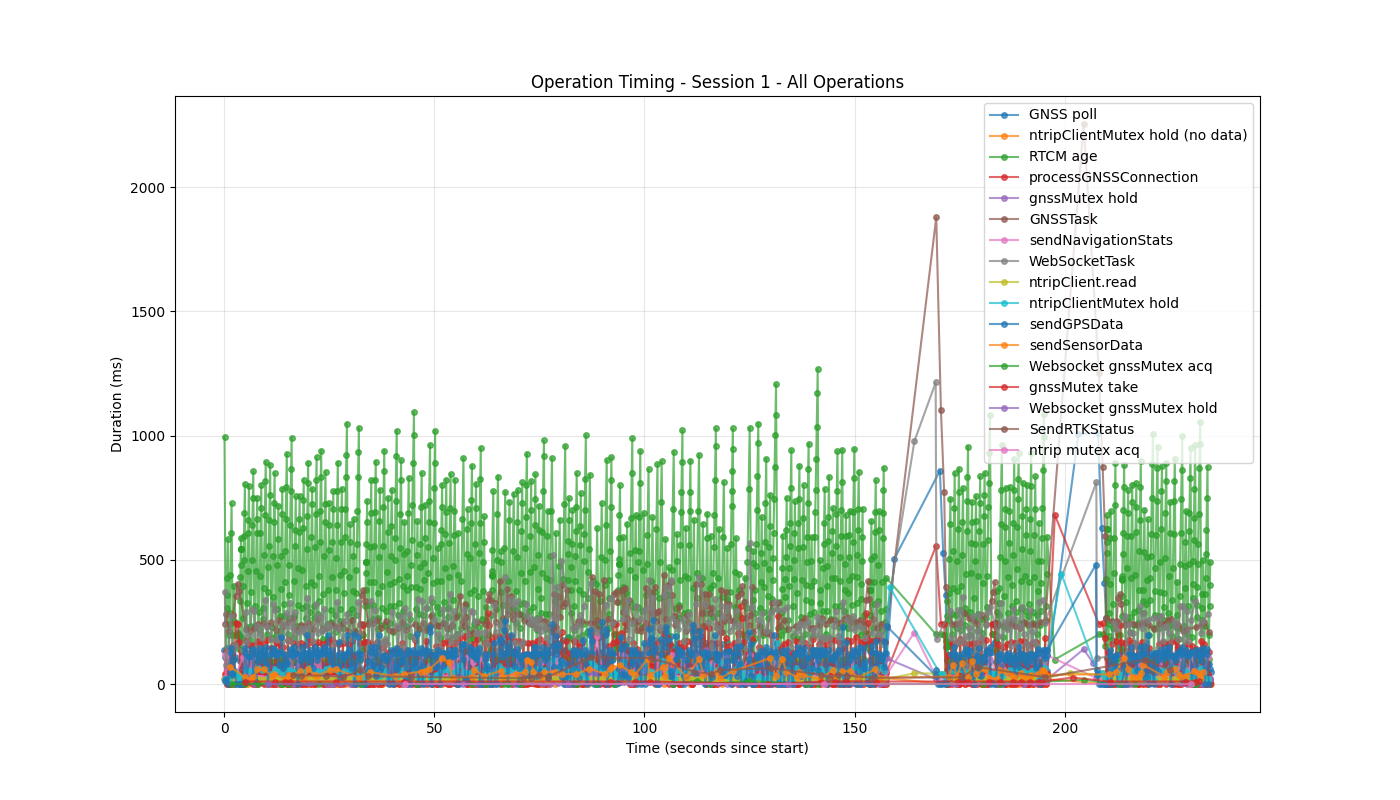 Operation Timing - Session 1 - All Operations
GNSS poll
ntripClientMutex hold (no data)
RTCM age
processGNSSConnection
gnssMutex hold
GNSSTask
sendNavigationStats
WebSocketTask
ntripClient.read
ntripClientMutex hold
sendGPSData
sendSensorData
Websocket gnssMutex acq
gnssMutex take
Websocket gnssMutex hold
SendRTKStatus
ntrip mutex acq
Duration (ms)
2000
1500
1000
500
0
0 50 100 150 200
Time (seconds since start)